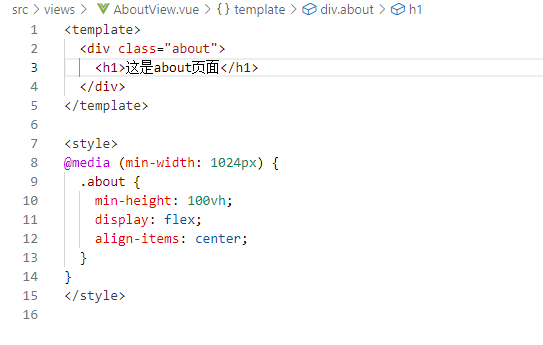 src > views > AboutView.vue > {} template > div.about > h1
1 <template>
2 <div class="about">
3 <h1>这是about页面</h1>
4 </div>
5 </template>
6
7 <style>
8 @media (min-width: 1024px) {
9 .about {
10 min-height: 100vh;
11 display: flex;
12 align-items: center;
13 }
14 }
15 </style>
16